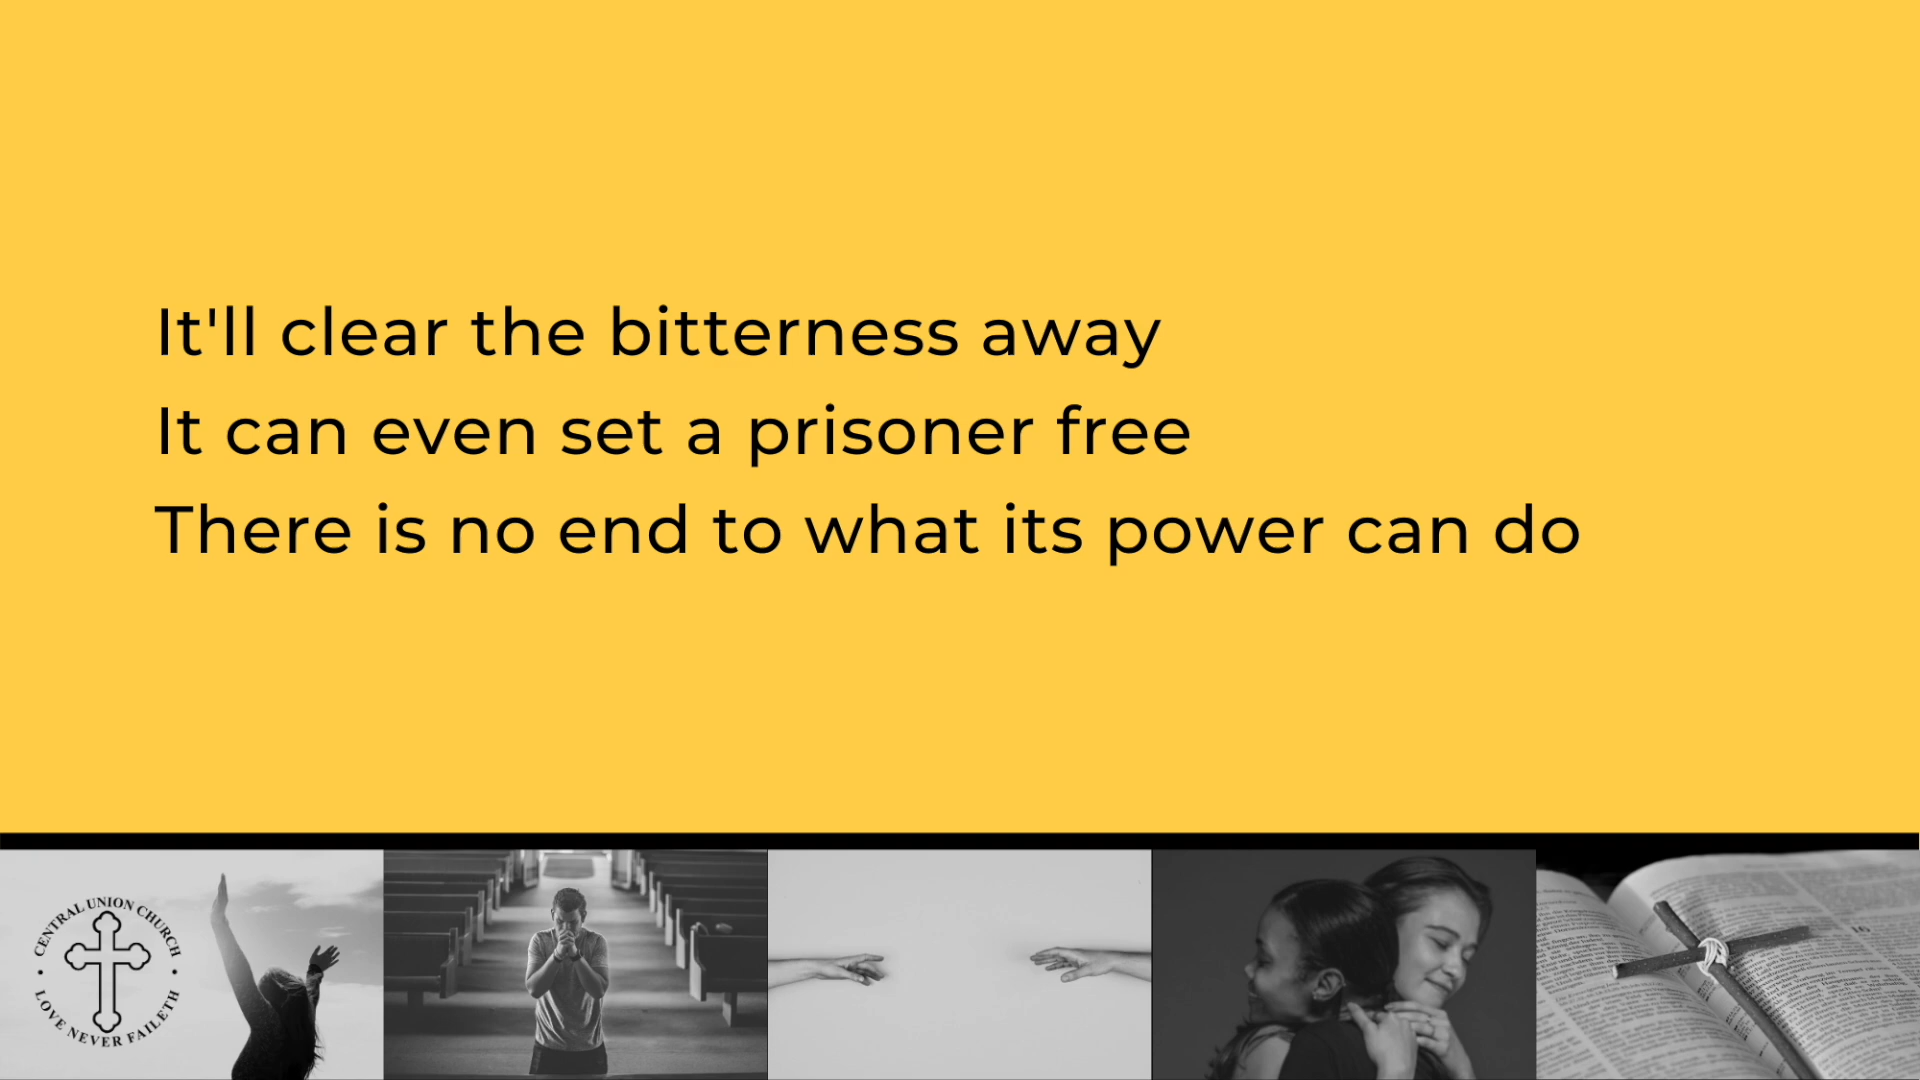 It'll clear the bitterness away
It can even set a prisoner free
There is no end to what its power can do
CENTRAL UNION CHURCH
• LOVE NEVER FAILETH •